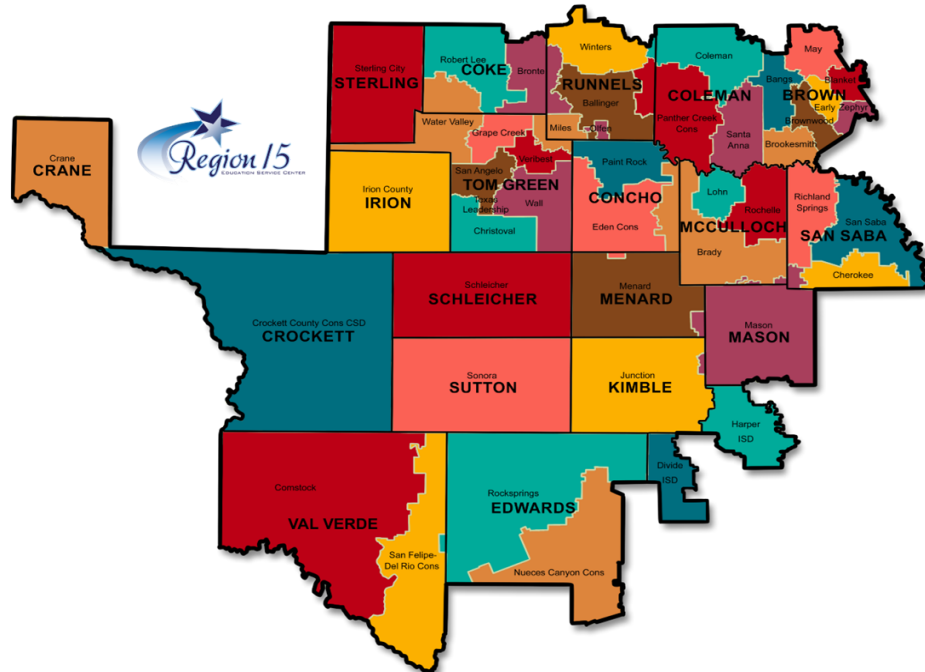 Region 15
EDUCATION SERVICE CENTER
Crane
CRANE
Sterling City
STERLING
Robert Lee
COKE
Bronte
Winters
RUNNELS
Ballinger
Olfen
Coleman
COLEMAN
Panther Creek
Cons
Santa
Anna
May
Bangs
Blanket
BROWN
Early
Zephyr
Brownwood
Brookesmith
Water Valley
Grape Creek
Miles
Veribest
San Angelo
TOM GREEN
Texas
Leadership
Wall
Christoval
Irion County
IRION
Paint Rock
CONCHO
Eden Cons
Lohn
Rochelle
MCCULLOCH
Brady
Richland
Springs
San Saba
SAN SABA
Cherokee
Crockett County Cons CSD
CROCKETT
Schleicher
SCHLEICHER
Menard
MENARD
Mason
MASON
Sonora
SUTTON
Junction
KIMBLE
Harper
ISD
Divide
ISD
Comstock
VAL VERDE
San Felipe-
Del Rio Cons
Rocksprings
EDWARDS
Nueces Canyon Cons